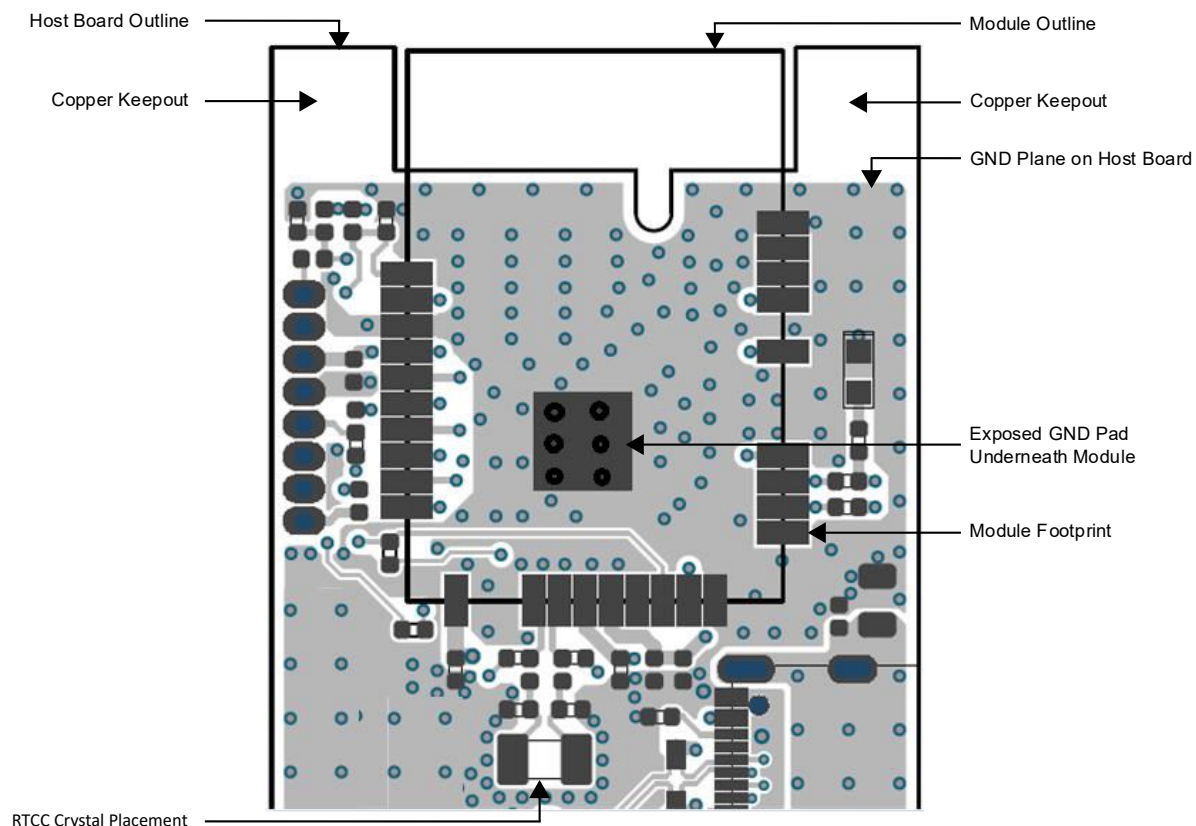 Host Board Outline
Module Outline
Copper Keepout
Copper Keepout
GND Plane on Host Board
Exposed GND Pad
Underneath Module
Module Footprint
RTCC Crystal Placement